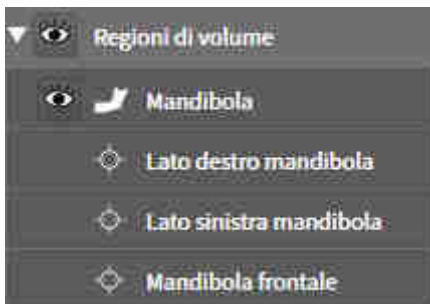 Regioni di volume
Mandibola
Lato destro mandibola
Lato sinistra mandibola
Mandibola frontale